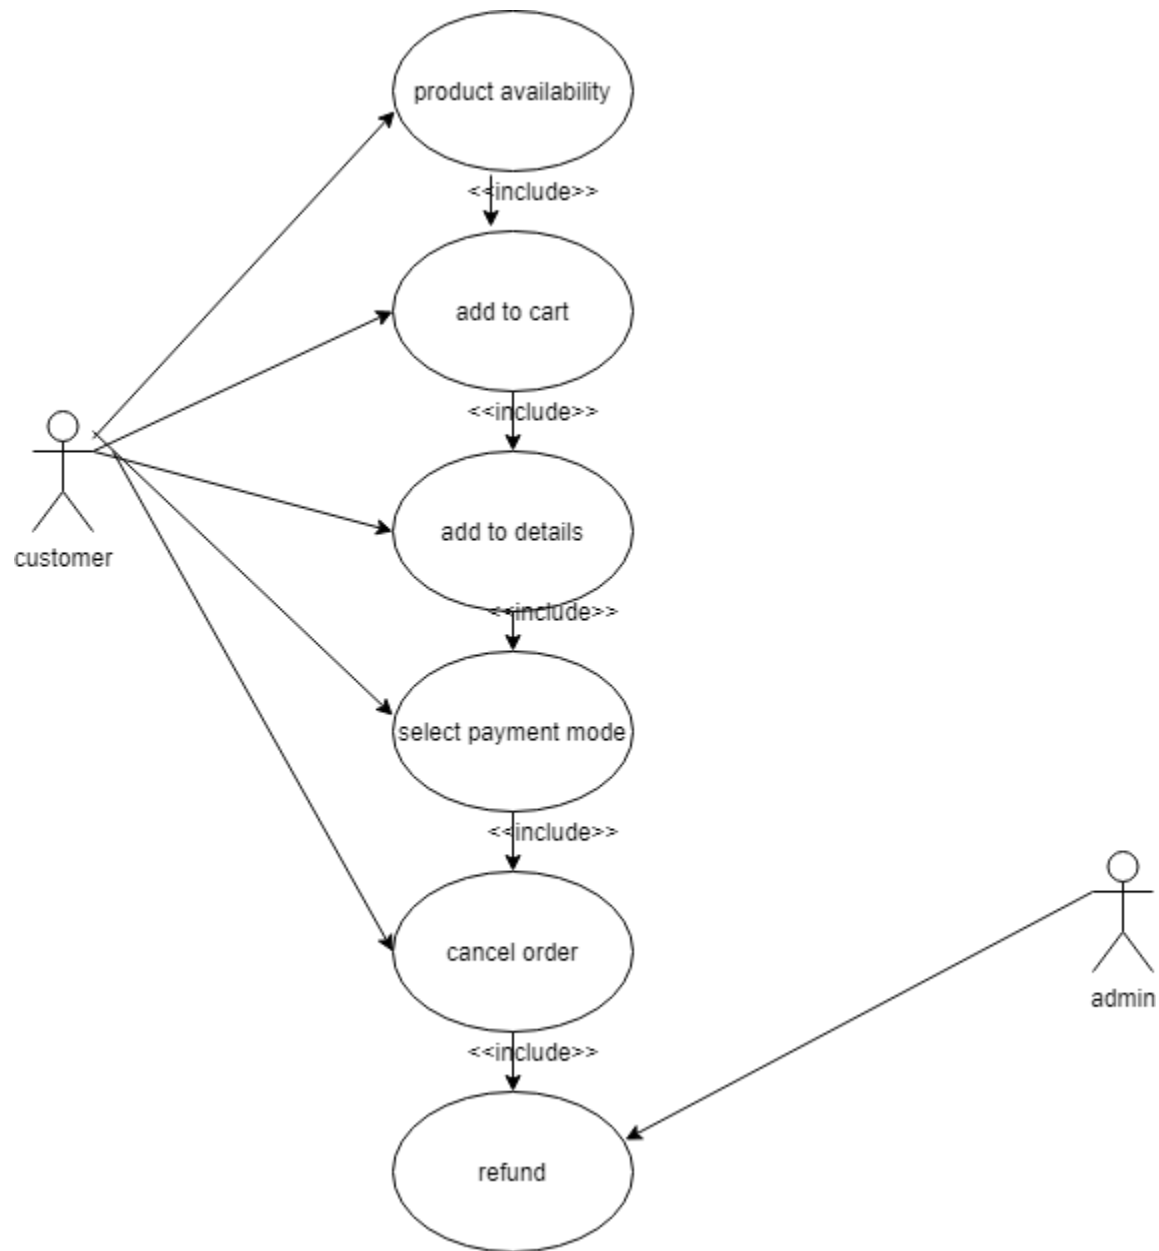 product availability
<<include>>
add to cart
<<include>>
add to details
<<include>>
select payment mode
<<include>>
cancel order
<<include>>
refund
customer
admin